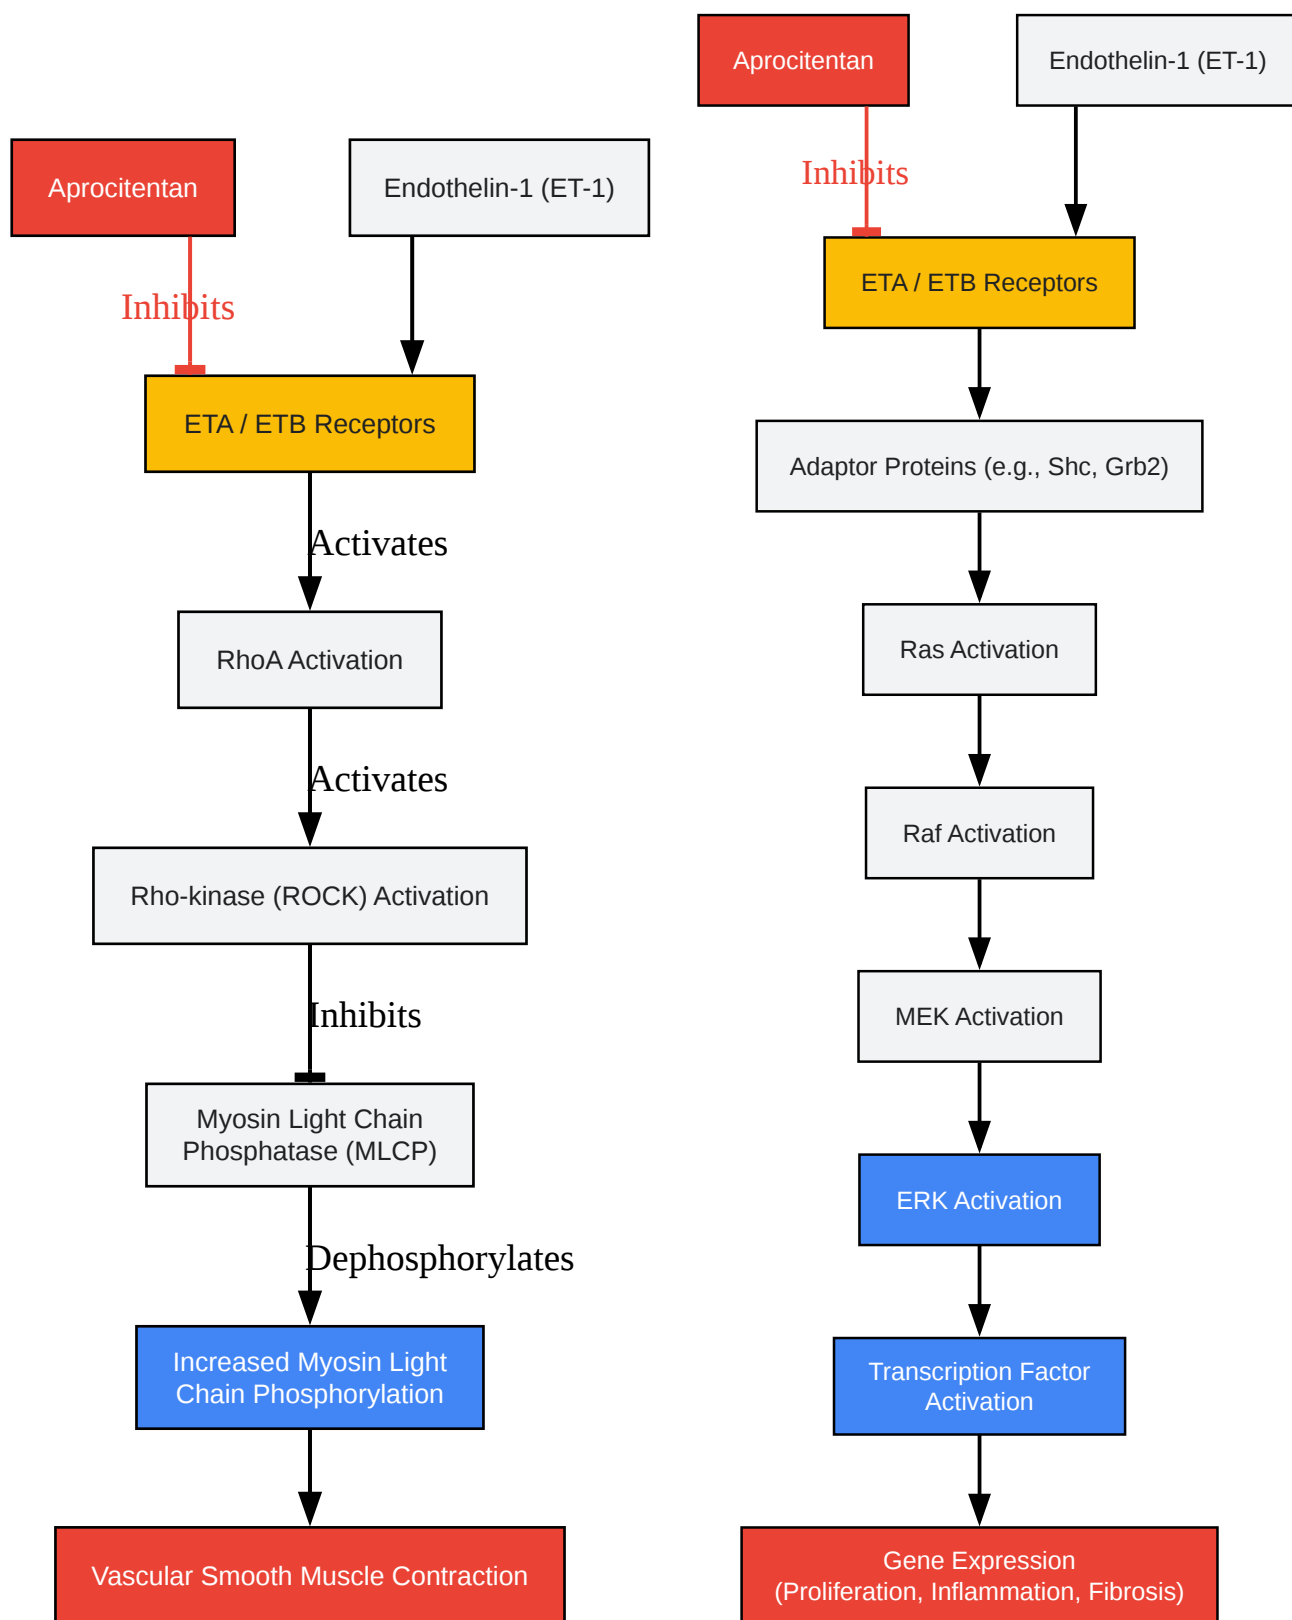 Aprocitentan
Endothelin-1 (ET-1)
Inhibits
ETA / ETB Receptors
Activates
RhoA Activation
Activates
Rho-kinase (ROCK) Activation
Inhibits
Myosin Light Chain
Phosphatase (MLCP)
Dephosphorylates
Increased Myosin Light
Chain Phosphorylation
Vascular Smooth Muscle Contraction
Aprocitentan
Endothelin-1 (ET-1)
Inhibits
ETA / ETB Receptors
Adaptor Proteins (e.g., Shc, Grb2)
Ras Activation
Raf Activation
MEK Activation
ERK Activation
Transcription Factor
Activation
Gene Expression
(Proliferation, Inflammation, Fibrosis)